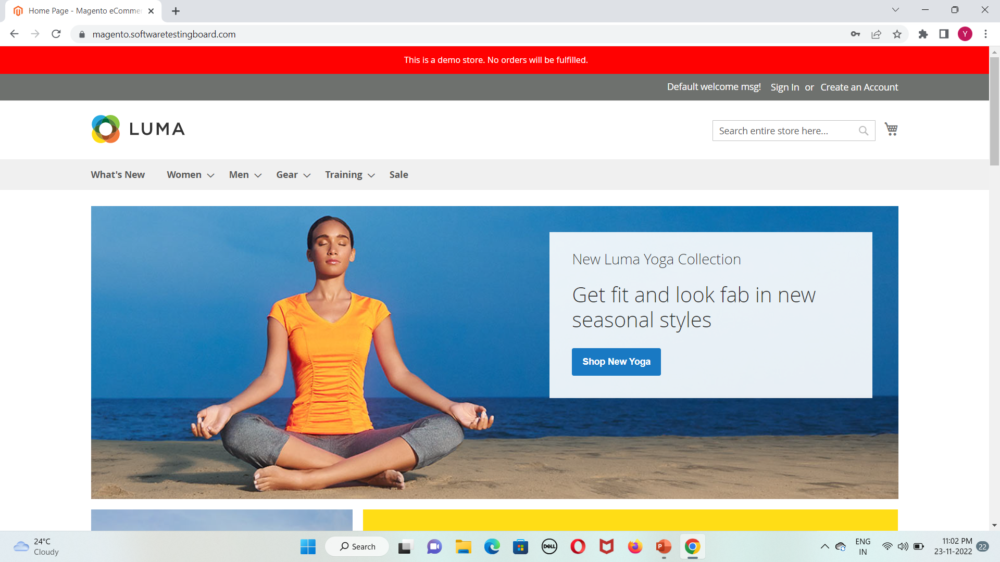 Home Page - Magento eCommer
magento.softwaretestingboard.com
Y
This is a demo store. No orders will be fulfilled.
Default welcome msg! Sign In or Create an Account
LUMA
Search entire store here...
What's New Women Men Gear Training Sale
New Luma Yoga Collection
Get fit and look fab in new
seasonal styles
Shop New Yoga
24°C
Cloudy
Search
DELL
P
ENG
IN
11:02 PM
23-11-2022
22